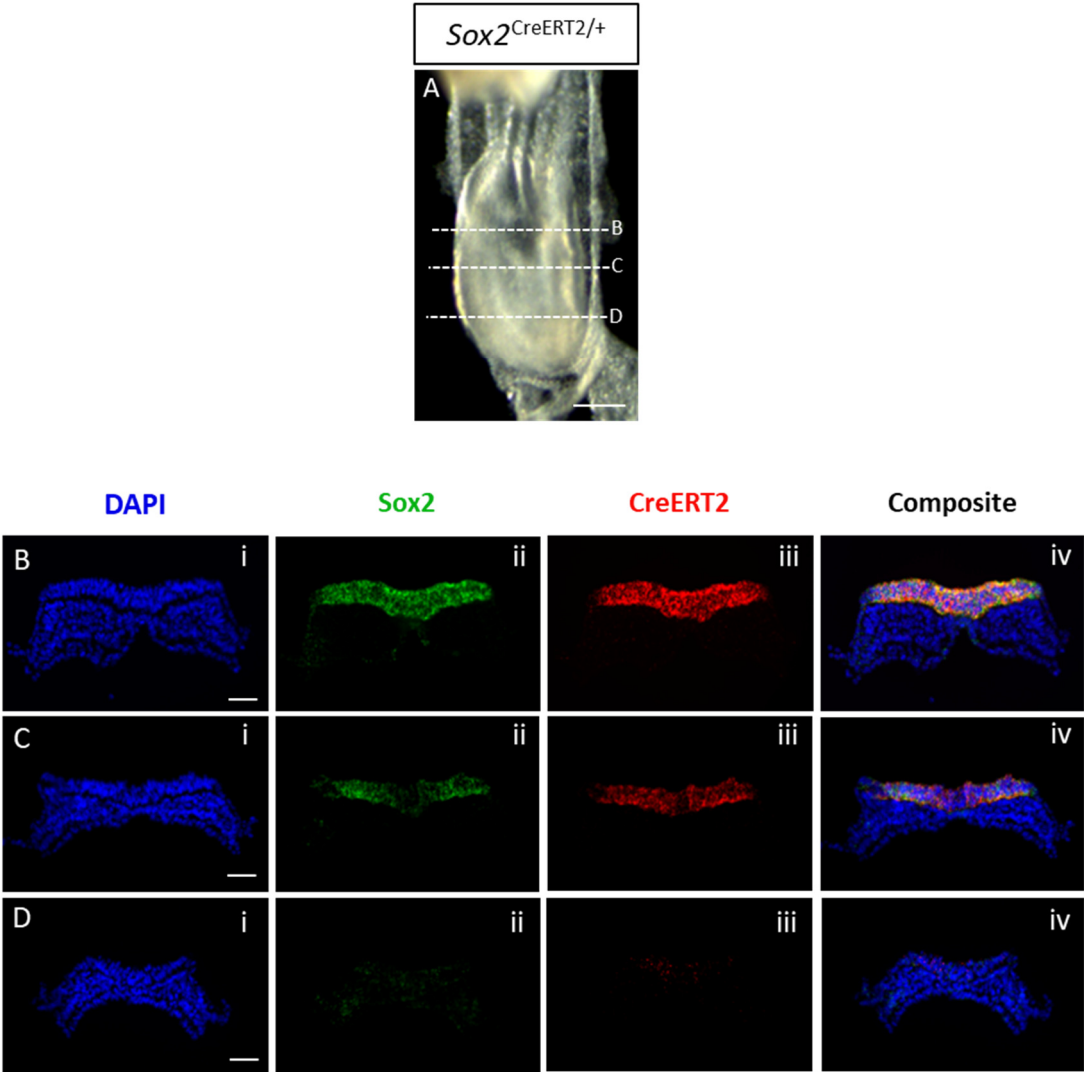 Sox2CreERT2/+
A
B
C
D
DAPI Sox2 CreERT2 Composite
B i ii iii iv
C i ii iii iv
D i ii iii iv